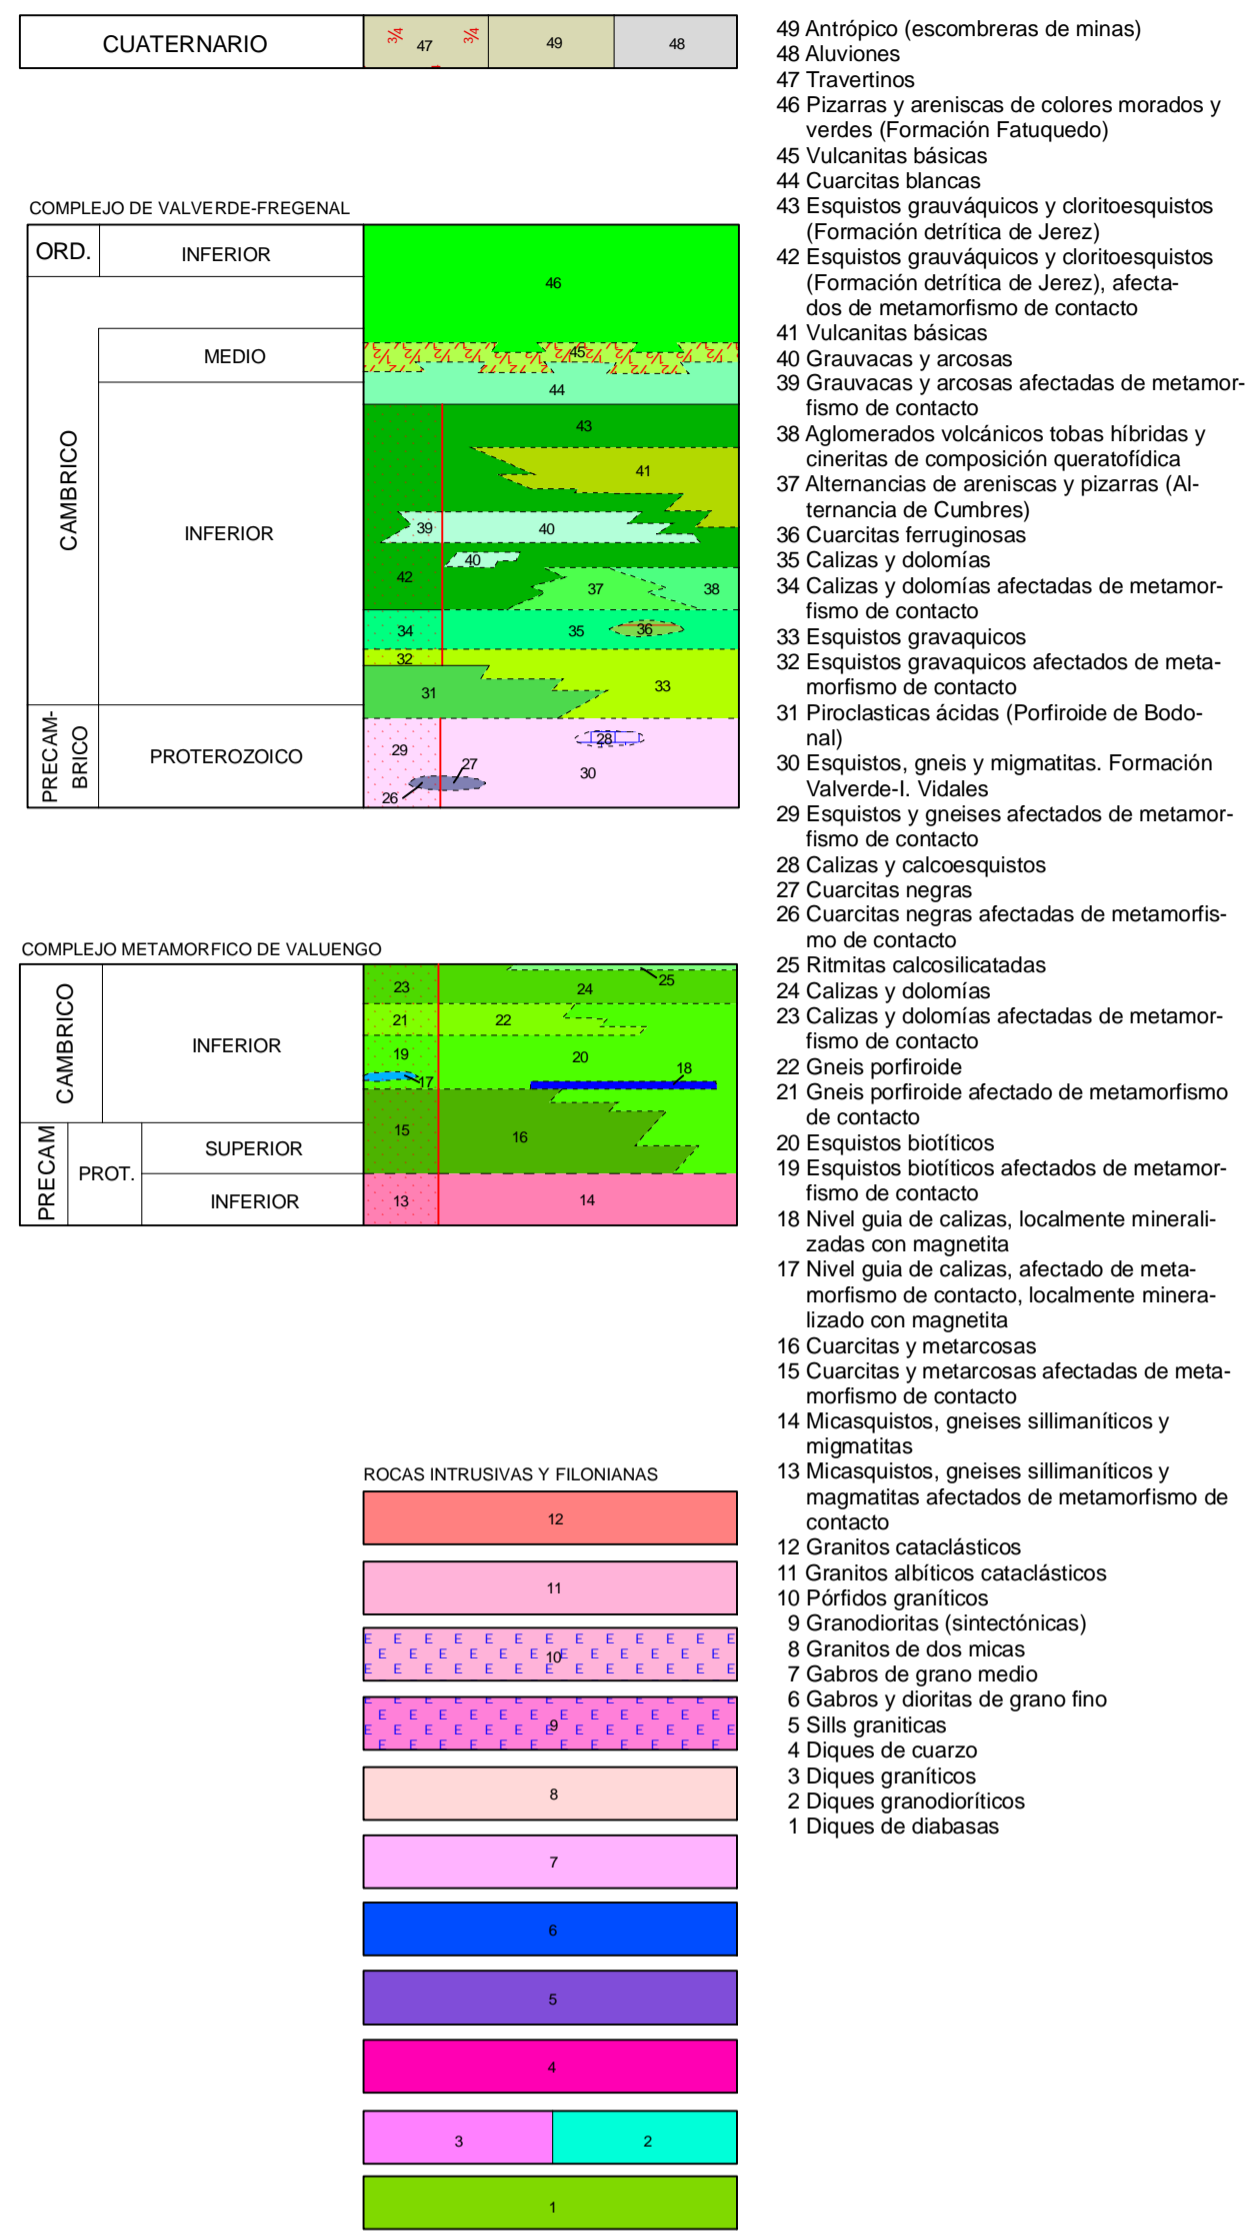 CUATERNARIO
¾ 47 ¾ 49 48
COMPLEJO DE VALVERDE-FREGENAL
ORD.
INFERIOR
46
CAMBRICO
MEDIO
45
44
INFERIOR
43
41
39 40
40
42 37 38
34 35 36
32
31 33
PRECAM-
BRICO
PROTEROZOICO
28
29 27 30
26
COMPLEJO METAMORFICO DE VALUENGO
CAMBRICO
INFERIOR
25
23 24
21 22
19 20
17 18
PRECAM
PROT.
SUPERIOR
15 16
INFERIOR
13 14
ROCAS INTRUSIVAS Y FILONIANAS
12
11
10
9
8
7
6
5
4
3 2
1
49 Antrópico (escombreras de minas)
48 Aluviones
47 Travertinos
46 Pizarras y areniscas de colores morados y
verdes (Formación Fatuquedo)
45 Vulcanitas básicas
44 Cuarcitas blancas
43 Esquistos grauváquicos y cloritoesquistos
(Formación detrítica de Jerez)
42 Esquistos grauváquicos y cloritoesquistos
(Formación detrítica de Jerez), afecta-
dos de metamorfismo de contacto
41 Vulcanitas básicas
40 Grauvacas y arcosas
39 Grauvacas y arcosas afectadas de metamor-
fismo de contacto
38 Aglomerados volcánicos tobas híbridas y
cineritas de composición queratofídica
37 Alternancias de areniscas y pizarras (Al-
ternancia de Cumbres)
36 Cuarcitas ferruginosas
35 Calizas y dolomías
34 Calizas y dolomías afectadas de metamor-
fismo de contacto
33 Esquistos gravaquicos
32 Esquistos gravaquicos afectados de meta-
morfismo de contacto
31 Piroclasticas ácidas (Porfiroide de Bodo-
nal)
30 Esquistos, gneis y migmatitas. Formación
Valverde-I. Vidales
29 Esquistos y gneises afectados de metamor-
fismo de contacto
28 Calizas y calcoesquistos
27 Cuarcitas negras
26 Cuarcitas negras afectadas de metamorfis-
mo de contacto
25 Ritmitas calcosilicatadas
24 Calizas y dolomías
23 Calizas y dolomías afectadas de metamor-
fismo de contacto
22 Gneis porfiroide
21 Gneis porfiroide afectado de metamorfismo
de contacto
20 Esquistos biotíticos
19 Esquistos biotíticos afectados de metamor-
fismo de contacto
18 Nivel guia de calizas, localmente minerali-
zadas con magnetita
17 Nivel guia de calizas, afectado de meta-
morfismo de contacto, localmente minera-
lizado con magnetita
16 Cuarcitas y metarcosas
15 Cuarcitas y metarcosas afectadas de meta-
morfismo de contacto
14 Micasquistos, gneises sillimaníticos y
migmatitas
13 Micasquistos, gneises sillimaníticos y
magmatitas afectados de metamorfismo de
contacto
12 Granitos cataclásticos
11 Granitos albíticos cataclásticos
10 Pórfidos graníticos
9 Granodioritas (sintectónicas)
8 Granitos de dos micas
7 Gabros de grano medio
6 Gabros y dioritas de grano fino
5 Sills graniticas
4 Diques de cuarzo
3 Diques graníticos
2 Diques granodioríticos
1 Diques de diabasas